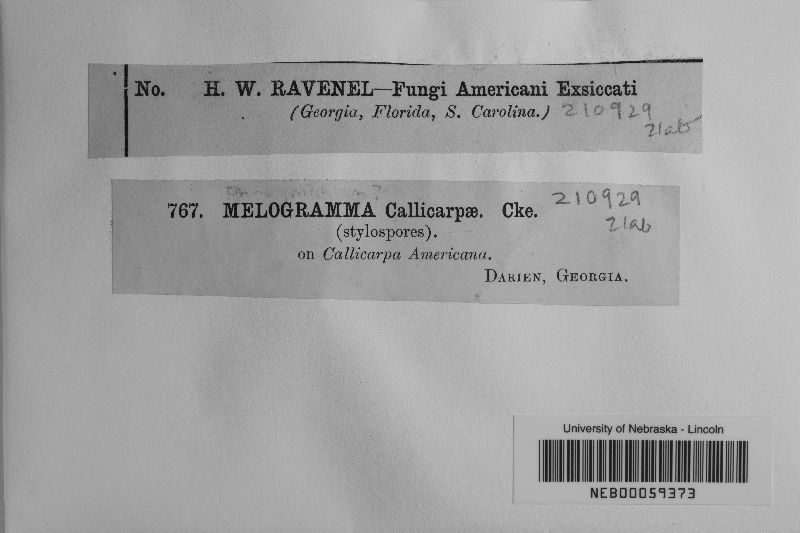 No. H. W. RAVENEL—Fungi Americani Exsiccati
(Georgia, Florida, S. Carolina.) 210929
21ab
767. MELOGRAMMA Callicarpæ. Cke. 210929
(stylospores). 21ab
on Callicarpa Americana.
DARIEN, GEORGIA.
University of Nebraska - Lincoln
NEB00059373